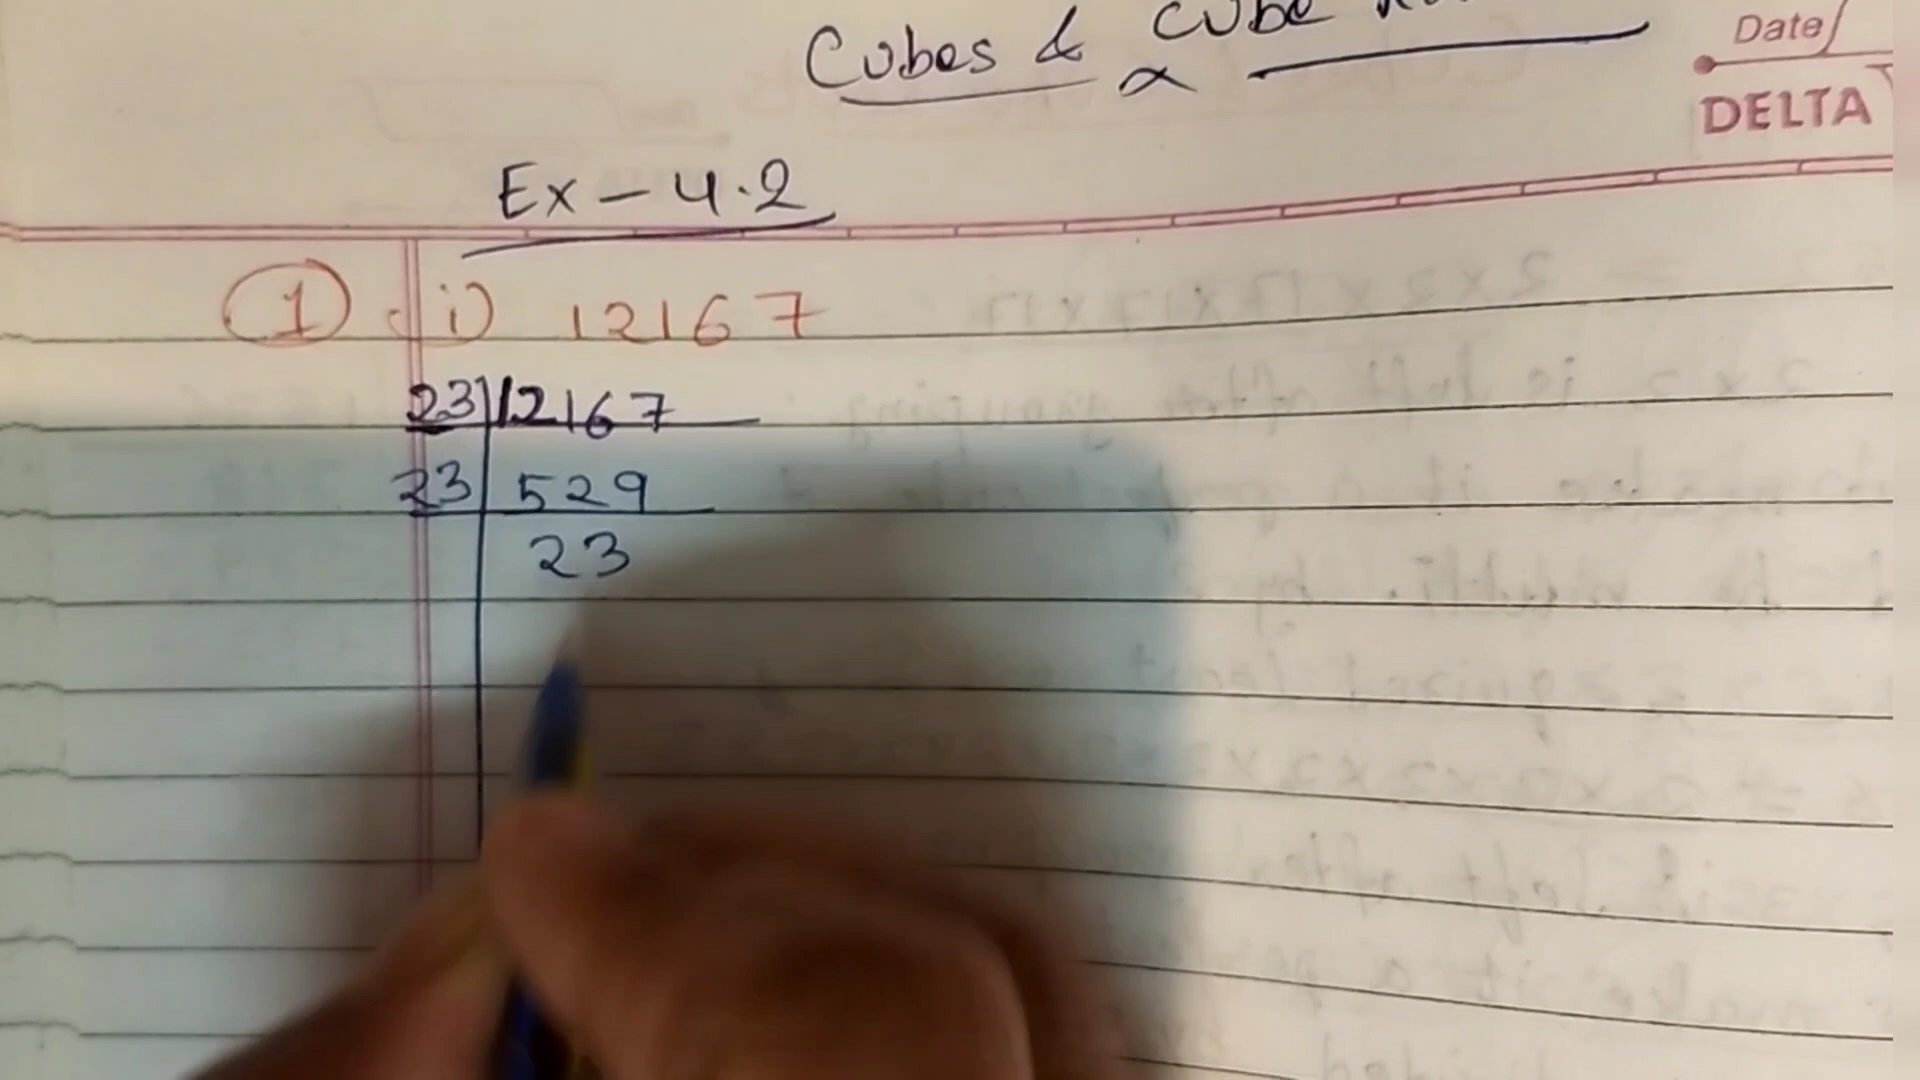 Cubes & Cube
Date
DELTA
Ex - 4.2
1. i) 12167
23 12167
23 529
23